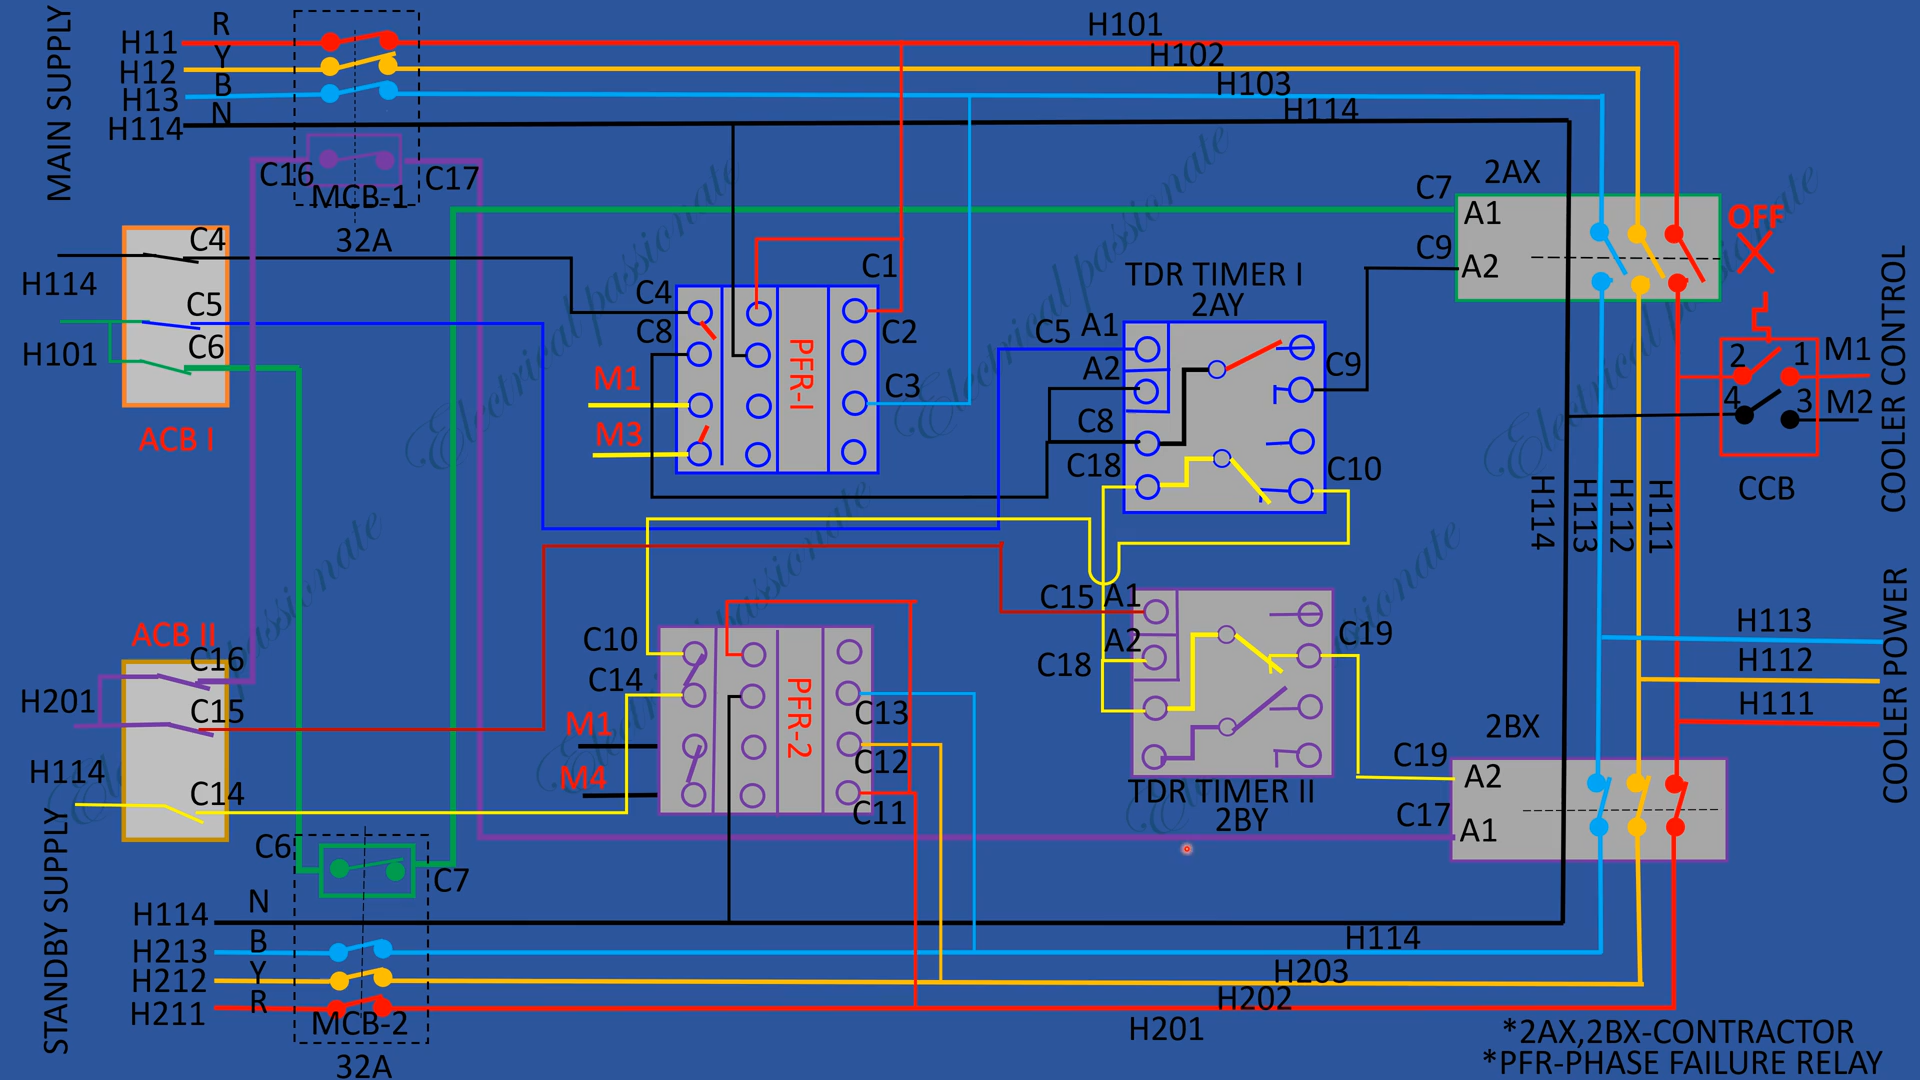 MAIN SUPPLY
R
H11
Y
H12
B
H13
N
H114
H101
H102
H103
H114
C16
MCB-1
C17
32A
C4
H114
C5
H101
C6
ACB I
C4
C8
M1
M3
PFR-I
C1
C2
C3
TDR TIMER I
2AY
C5 A1
A2
C8
C18
C9
C10
2AX
C7
A1
C9
A2
OFF
2
1
M1
4
3
M2
CCB
COOLER CONTROL
H114
H113
H112
H111
ACB II
C16
H201
C15
H114
C14
C10
C14
M1
M4
PFR-2
C13
C12
C11
C15 A1
A2
C18
C19
TDR TIMER II
2BY
H113
H112
H111
COOLER POWER
2BX
C19
A2
C17
A1
STANDBY SUPPLY
C6
C7
H114
N
H213
B
H212
Y
H211
R
MCB-2
32A
H114
H203
H202
H201
*2AX,2BX-CONTRACTOR
*PFR-PHASE FAILURE RELAY
Electrical passionate
Electrical passionate
Electrical passionate